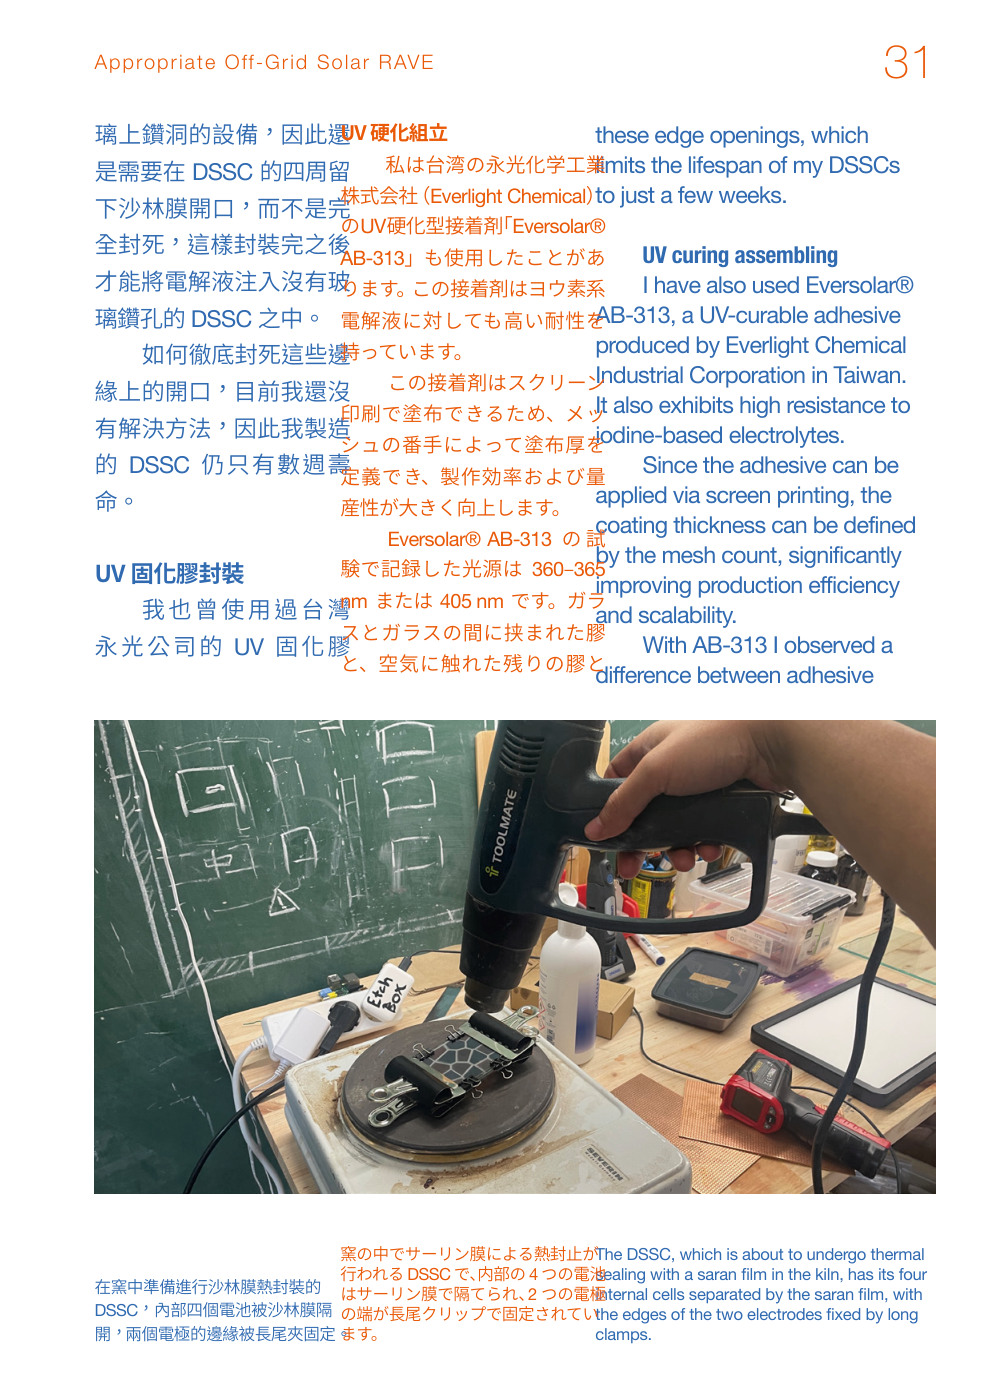 Appropriate Off-Grid Solar RAVE
31
璃上鑽洞的設備，因此還
是需要在 DSSC 的四周留
下沙林膜開口，而不是完
全封死，這樣封裝完之後
才能將電解液注入沒有玻
璃鑽孔的 DSSC 之中。
如何徹底封死這些邊
緣上的開口，目前我還沒
有解決方法，因此我製造
的 DSSC 仍只有數週壽
命。
UV 固化膠封裝
我也曾使用過台灣
永光公司的 UV 固化膠
UV 硬化組立
私は台湾の永光化学工業
株式会社（Everlight Chemical）
のUV硬化型接着剤「Eversolar®
AB-313」も使用したことがあ
ります。この接着剤はヨウ素系
電解液に対しても高い耐性を
持っています。
この接着剤はスクリーン
印刷で塗布できるため、メッ
シュの番手によって塗布厚を
定義でき、製作効率および量
産性が大きく向上します。
Eversolar® AB-313 の試
験で記録した光源は 360–365
nm または 405 nm です。ガラ
スとガラスの間に挟まれた膠
と、空気に触れた残りの膠と
these edge openings, which
limits the lifespan of my DSSCs
to just a few weeks.
UV curing assembling
I have also used Eversolar®
AB-313, a UV-curable adhesive
produced by Everlight Chemical
Industrial Corporation in Taiwan.
It also exhibits high resistance to
iodine-based electrolytes.
Since the adhesive can be
applied via screen printing, the
coating thickness can be defined
by the mesh count, significantly
improving production efficiency
and scalability.
With AB-313 I observed a
difference between adhesive
TOOLMATE
Etch
Box
SEVERIN
在窯中準備進行沙林膜熱封裝的
DSSC，內部四個電池被沙林膜隔
開，兩個電極的邊緣被長尾夾固定。
窯の中でサーリン膜による熱封止が
行われる DSSC で、内部の 4 つの電池
はサーリン膜で隔てられ、2 つの電極
の端が長尾クリップで固定されてい
ます。
The DSSC, which is about to undergo thermal
sealing with a saran film in the kiln, has its four
internal cells separated by the saran film, with
the edges of the two electrodes fixed by long
clamps.